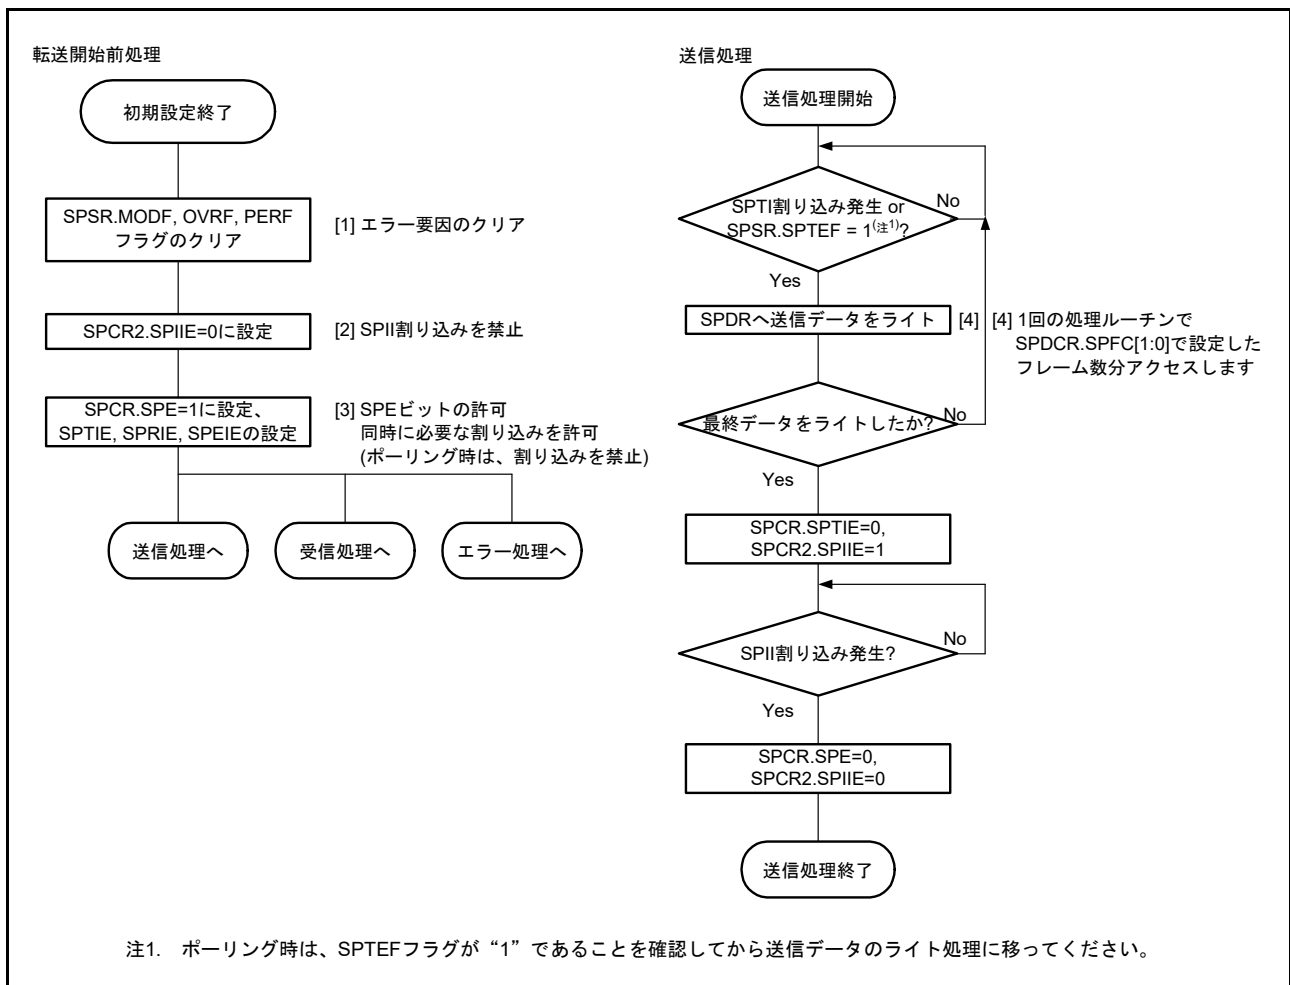 転送開始前処理
初期設定終了
SPSR.MODF, OVRF, PERF
フラグのクリア
[1] エラー要因のクリア
SPCR2.SPIIE=0に設定
[2] SPII割り込みを禁止
SPCR.SPE=1に設定、
SPTIE, SPRIE, SPEIEの設定
[3] SPEビットの許可
同時に必要な割り込みを許可
(ポーリング時は、割り込みを禁止)
送信処理へ
受信処理へ
エラー処理へ
送信処理
送信処理開始
SPTI割り込み発生 or
SPSR.SPTEF = 1(注1)?
No
Yes
SPDRへ送信データをライト
[4]
[4] 1回の処理ルーチンで
SPDCR.SPFC[1:0]で設定した
フレーム数分アクセスします
最終データをライトしたか?
No
Yes
SPCR.SPTIE=0,
SPCR2.SPIIE=1
SPII割り込み発生?
No
Yes
SPCR.SPE=0,
SPCR2.SPIIE=0
送信処理終了
注1. ポーリング時は、SPTEFフラグが“1”であることを確認してから送信データのライト処理に移ってください。